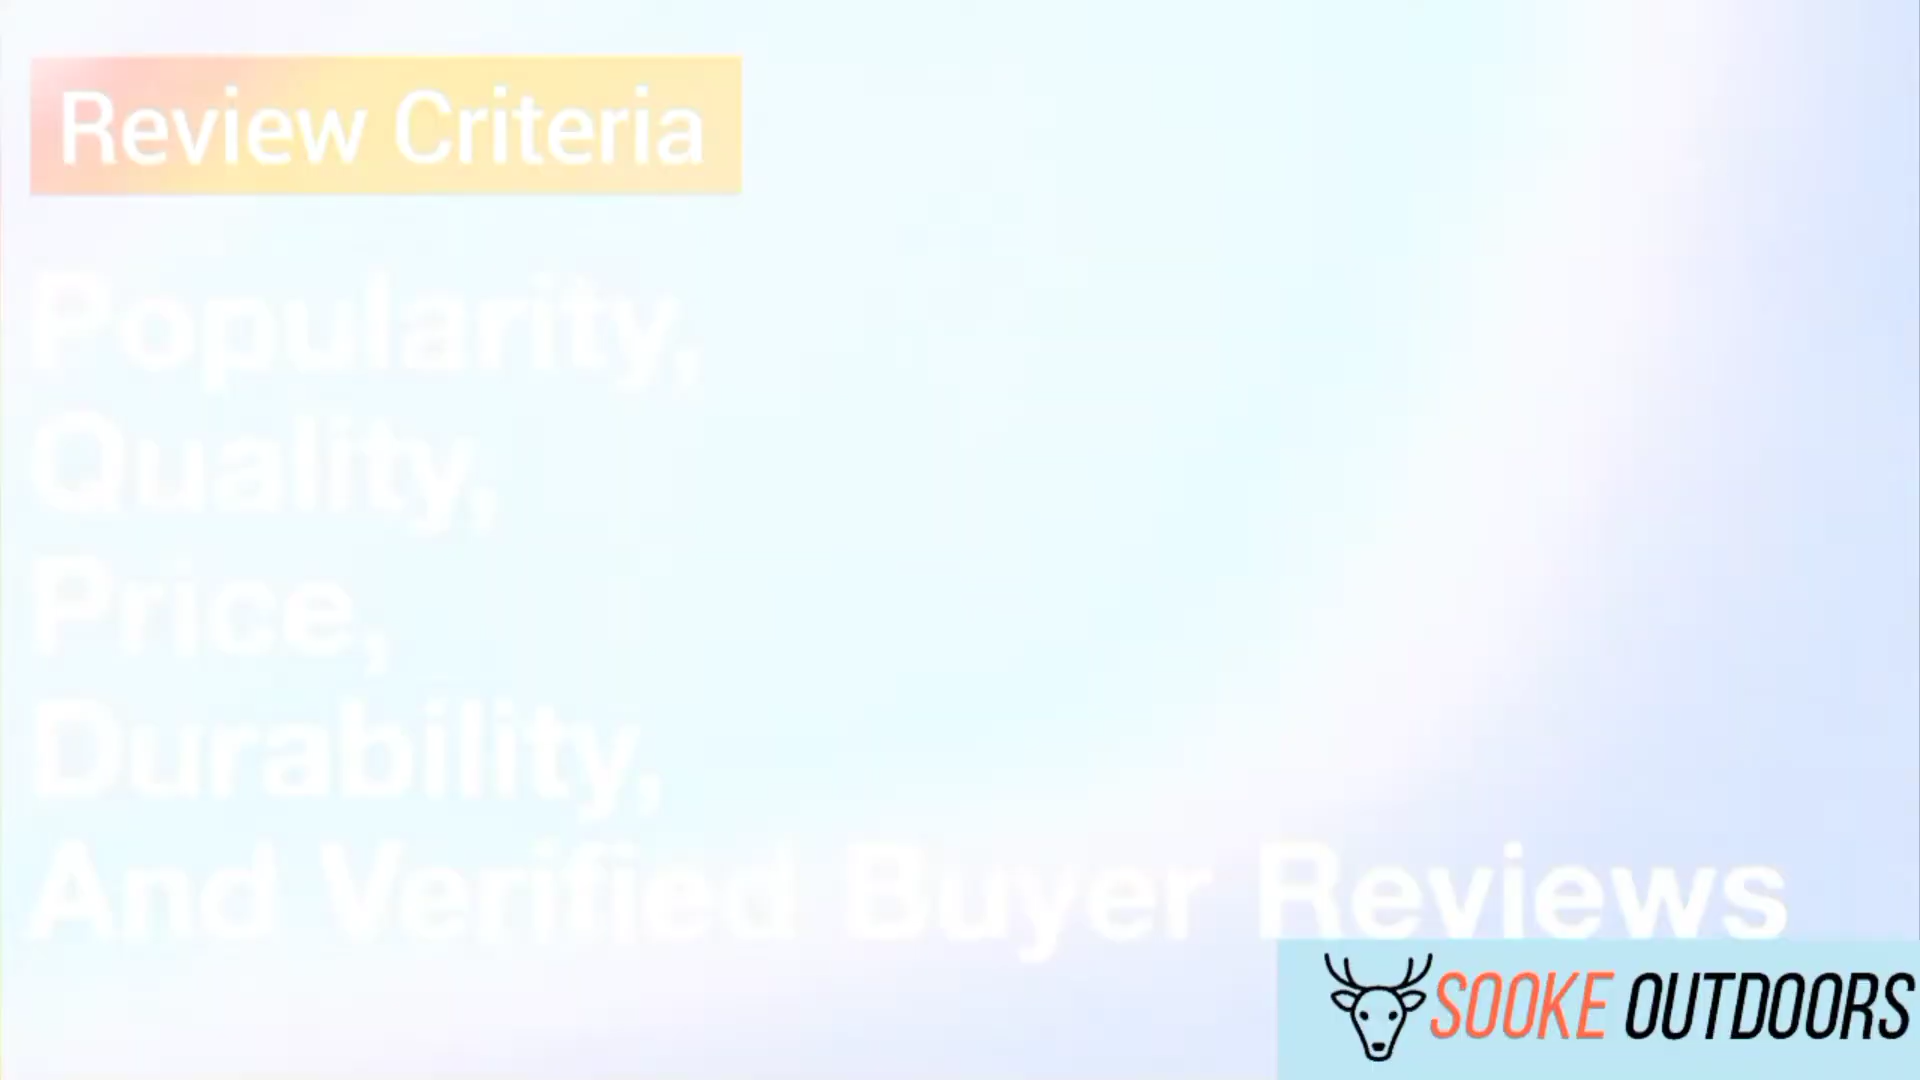 Review Criteria
Popularity,
Quality,
Price,
Durability,
And Verified Buyer Reviews
SOOKE OUTDOORS